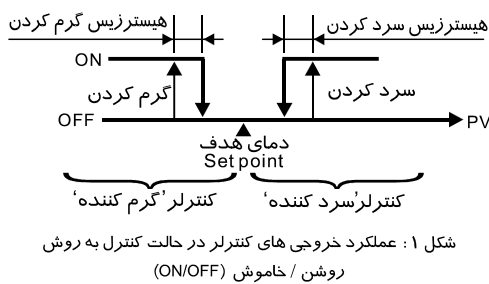 هیسترزیس گرم کردن
هیسترزیس سرد کردن
ON
گرم کردن
سرد کردن
OFF
PV
دمای هدف
Set point
کنترلر’گرم کننده‘
کنترلر’سرد کننده‘
شکل ۱: عملکرد خروجی های کنترلر در حالت کنترل به روش
روشن / خاموش (ON/OFF)